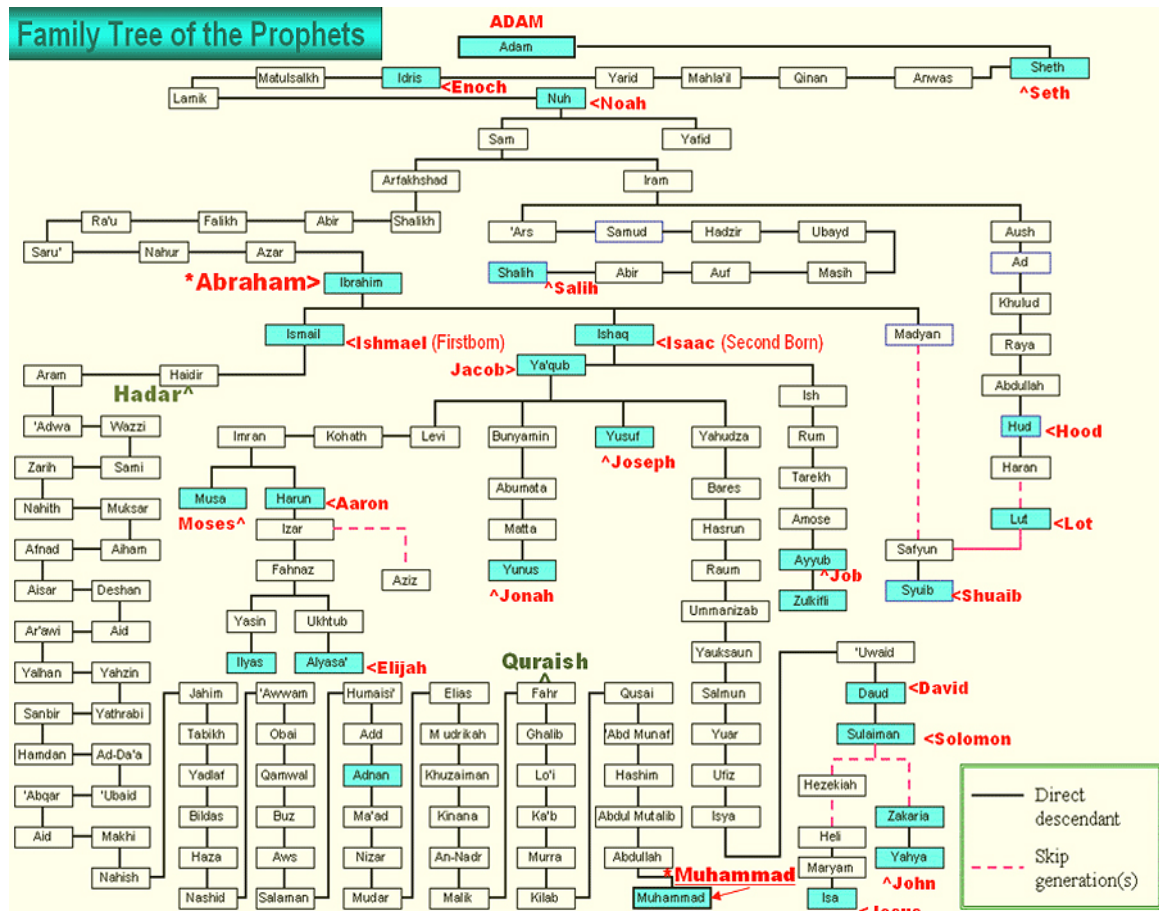 Family Tree of the Prophets
ADAM
Adam
Matulsalkh
Idris
Yarid
Mahla'il
Qinan
Anwas
Sheth
<Enoch
^Seth
Lamik
Nuh
<Noah
Sam
Yafid
Arfakhshad
Iram
Ra'u
Falikh
Abir
Shalikh
'Ars
Samud
Hadzir
Ubayd
Aush
Saru'
Nahur
Azar
Shalih
Abir
Auf
Masih
Ad
*Abraham>
Ibrahim
^Salih
Khulud
Ismail
Ishaq
Madyan
Raya
<Ishmael (Firstborn)
<Isaac (Second Born)
Jacob>
Ya'qub
Aram
Haidir
Hadar^
Abdullah
Ish
'Adwa
Wazzi
Imran
Kohath
Levi
Bunyamin
Yusuf
Yahudza
Rum
Hud
<Hood
^Joseph
Zarih
Sami
Haran
Tarekh
Musa
Harun
<Aaron
Abumata
Bares
Nahith
Muksar
Moses^
Izar
Matta
Hasrun
Amose
Lut
<Lot
Afnad
Aiham
Safyun
Fahnaz
Aziz
Yunus
Raum
Ayyub
^Job
Aisar
Deshan
^Jonah
Zulkifli
Syuib
<Shuaib
Yasin
Ukhtub
Ummanizab
Ar'awi
Aid
Ilyas
Alyasa'
<Elijah
Quraish
^
Yauksaun
'Uwaid
Yalhan
Yahzin
Jahim
'Awwam
Humaisi'
Elias
Fahr
Qusai
Salmun
Daud
<David
Sanbir
Yathrabi
Tabikh
Obai
Add
Mudrikah
Ghalib
'Abd Munaf
Yuar
Sulaiman
<Solomon
Hamdan
Ad-Da'a
Yadlaf
Qamwal
Adnan
Khuzaiman
Lo'i
Hashim
Ufiz
Hezekiah
'Abqar
'Ubaid
Bildas
Buz
Ma'ad
Kinana
Ka'b
Abdul Mutalib
Isya
Zakaria
Aid
Makhi
Heli
Haza
Aws
Nizar
An-Nadr
Murra
Abdullah
Maryam
Yahya
Nahish
*Muhammad
^John
Nashid
Salaman
Mudar
Malik
Kilab
Muhammad
Isa
<Jesus
Direct
descendant
Skip
generation(s)